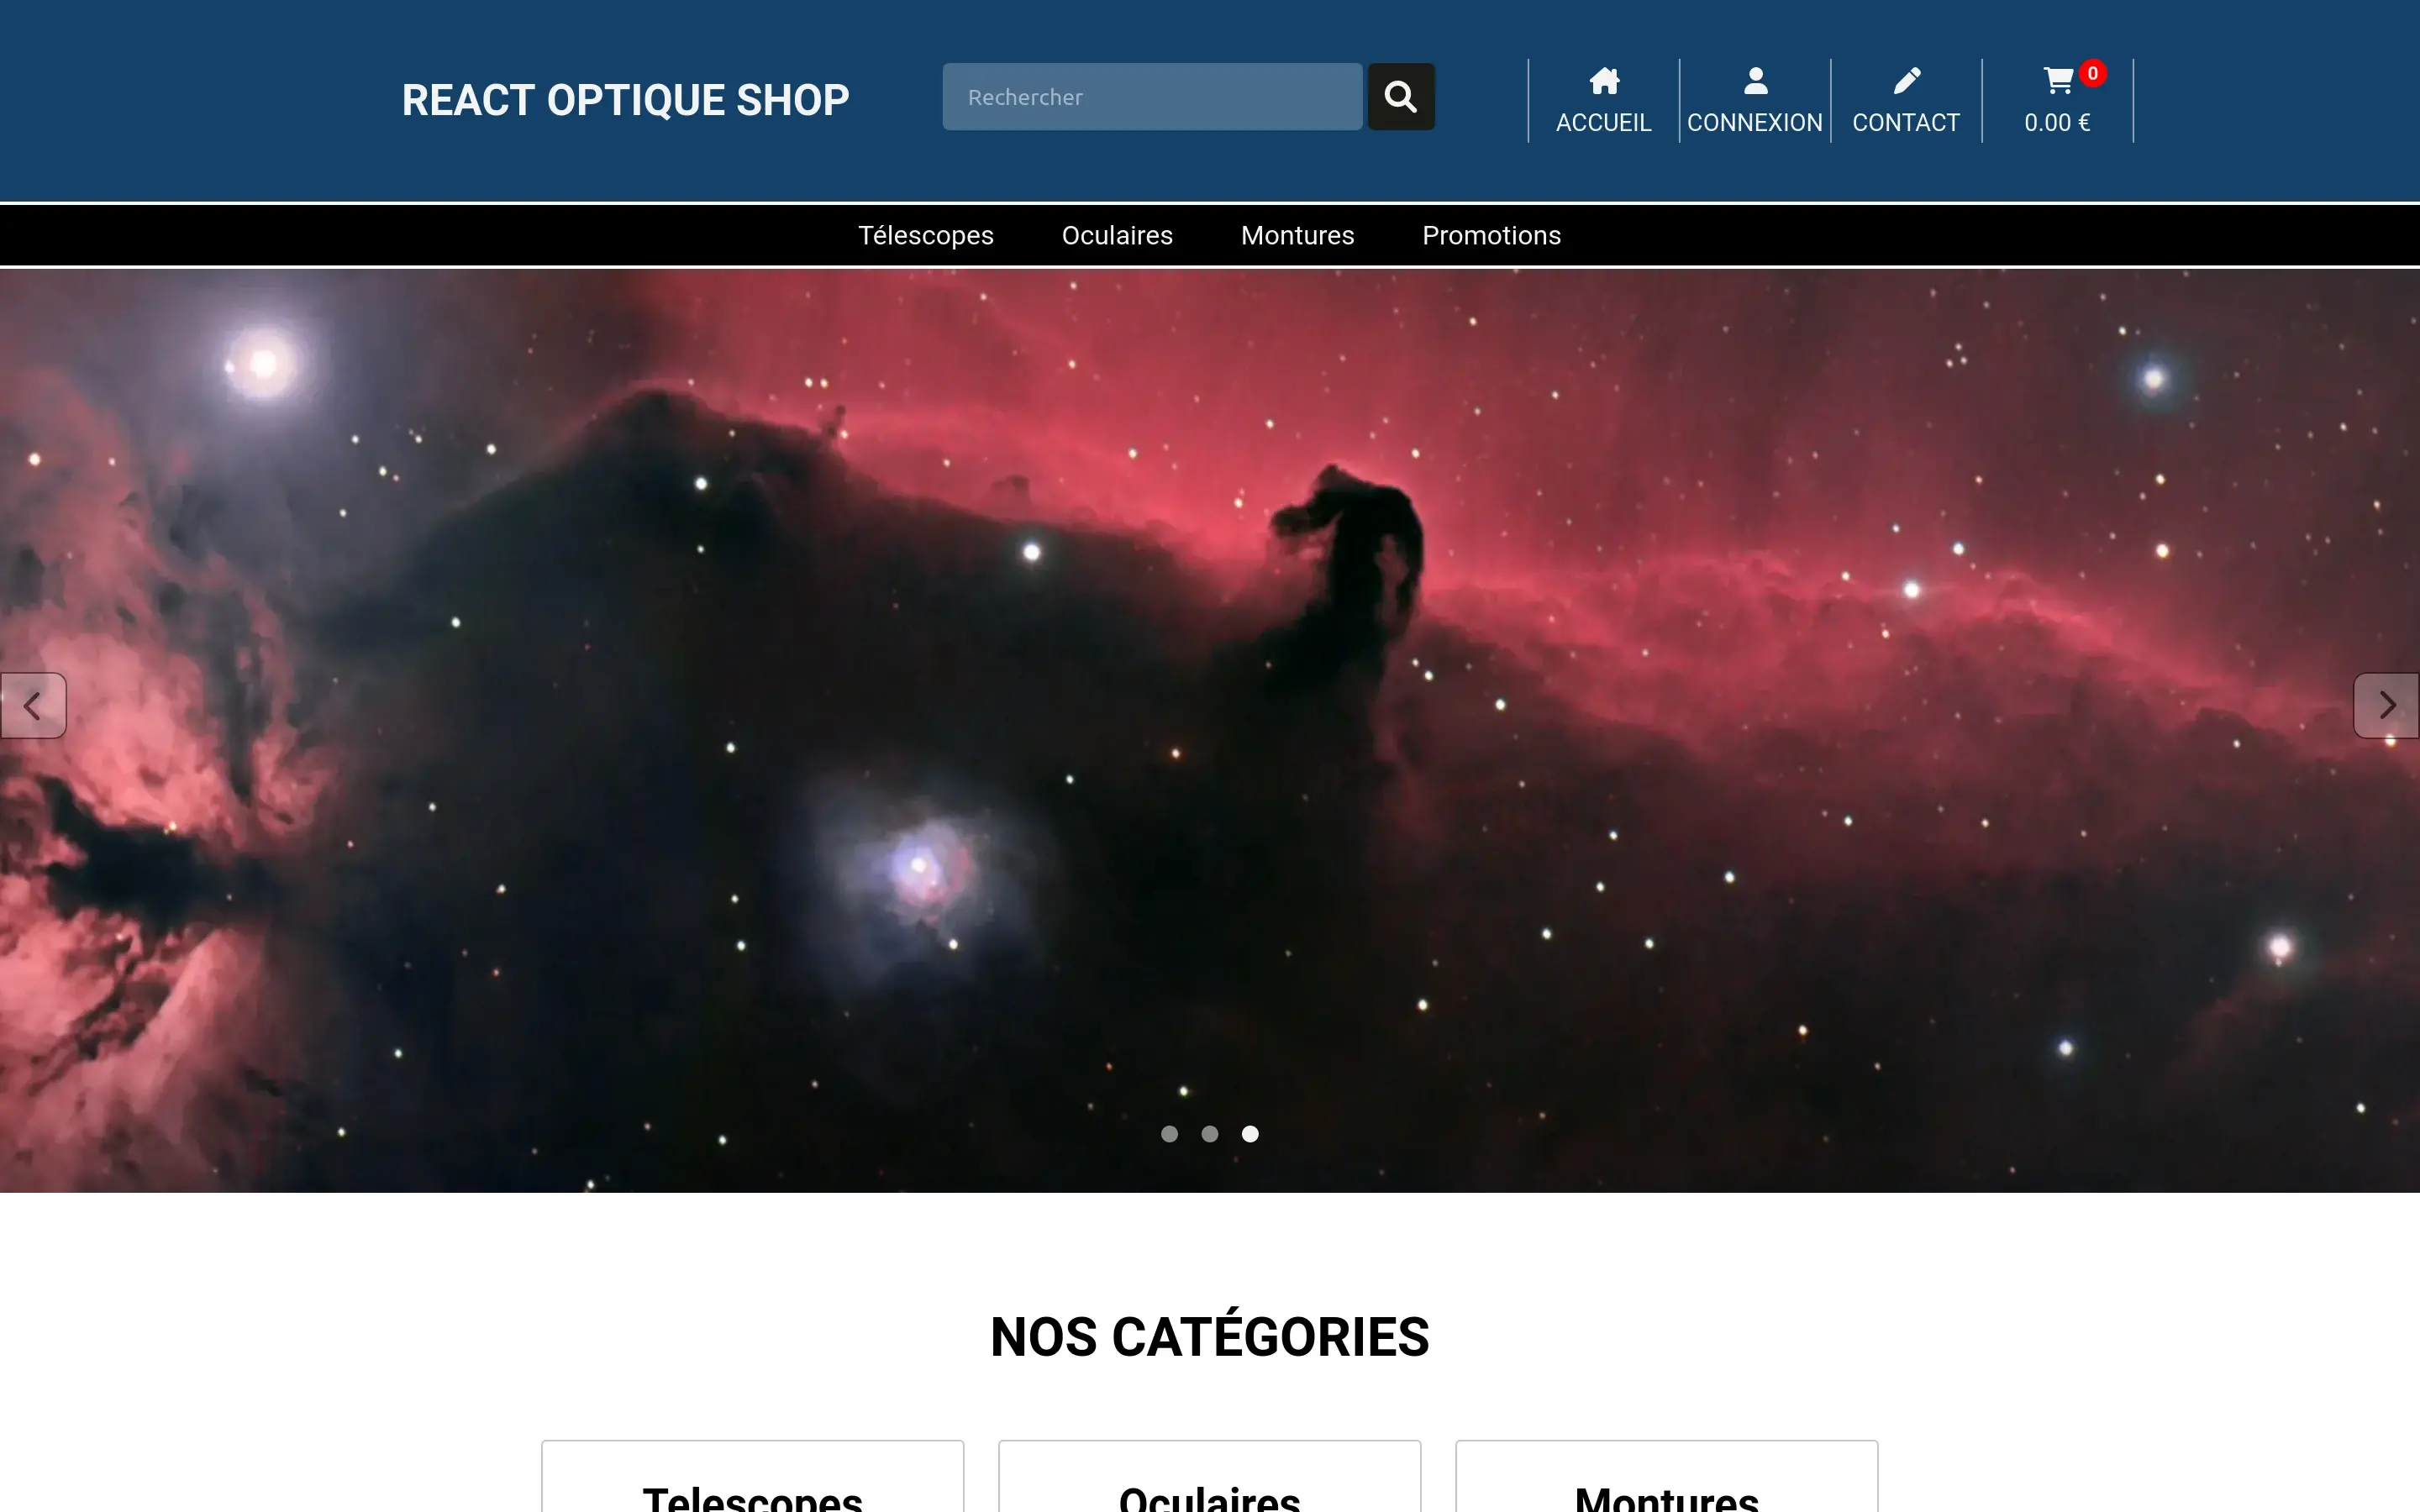 REACT OPTIQUE SHOP
Rechercher
ACCUEIL
CONNEXION
CONTACT
0
0.00 €
Télescopes Oculaires Montures Promotions
NOS CATÉGORIES
Telescopes
Oculaires
Montures